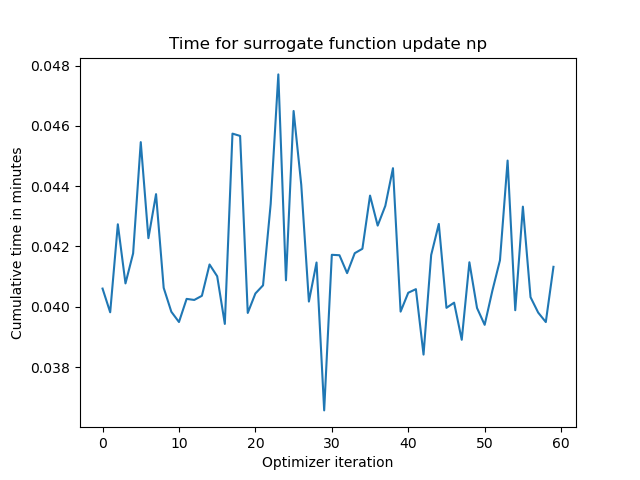 Time for surrogate function update np
Cumulative time in minutes
0.048
0.046
0.044
0.042
0.040
0.038
0 10 20 30 40 50 60
Optimizer iteration